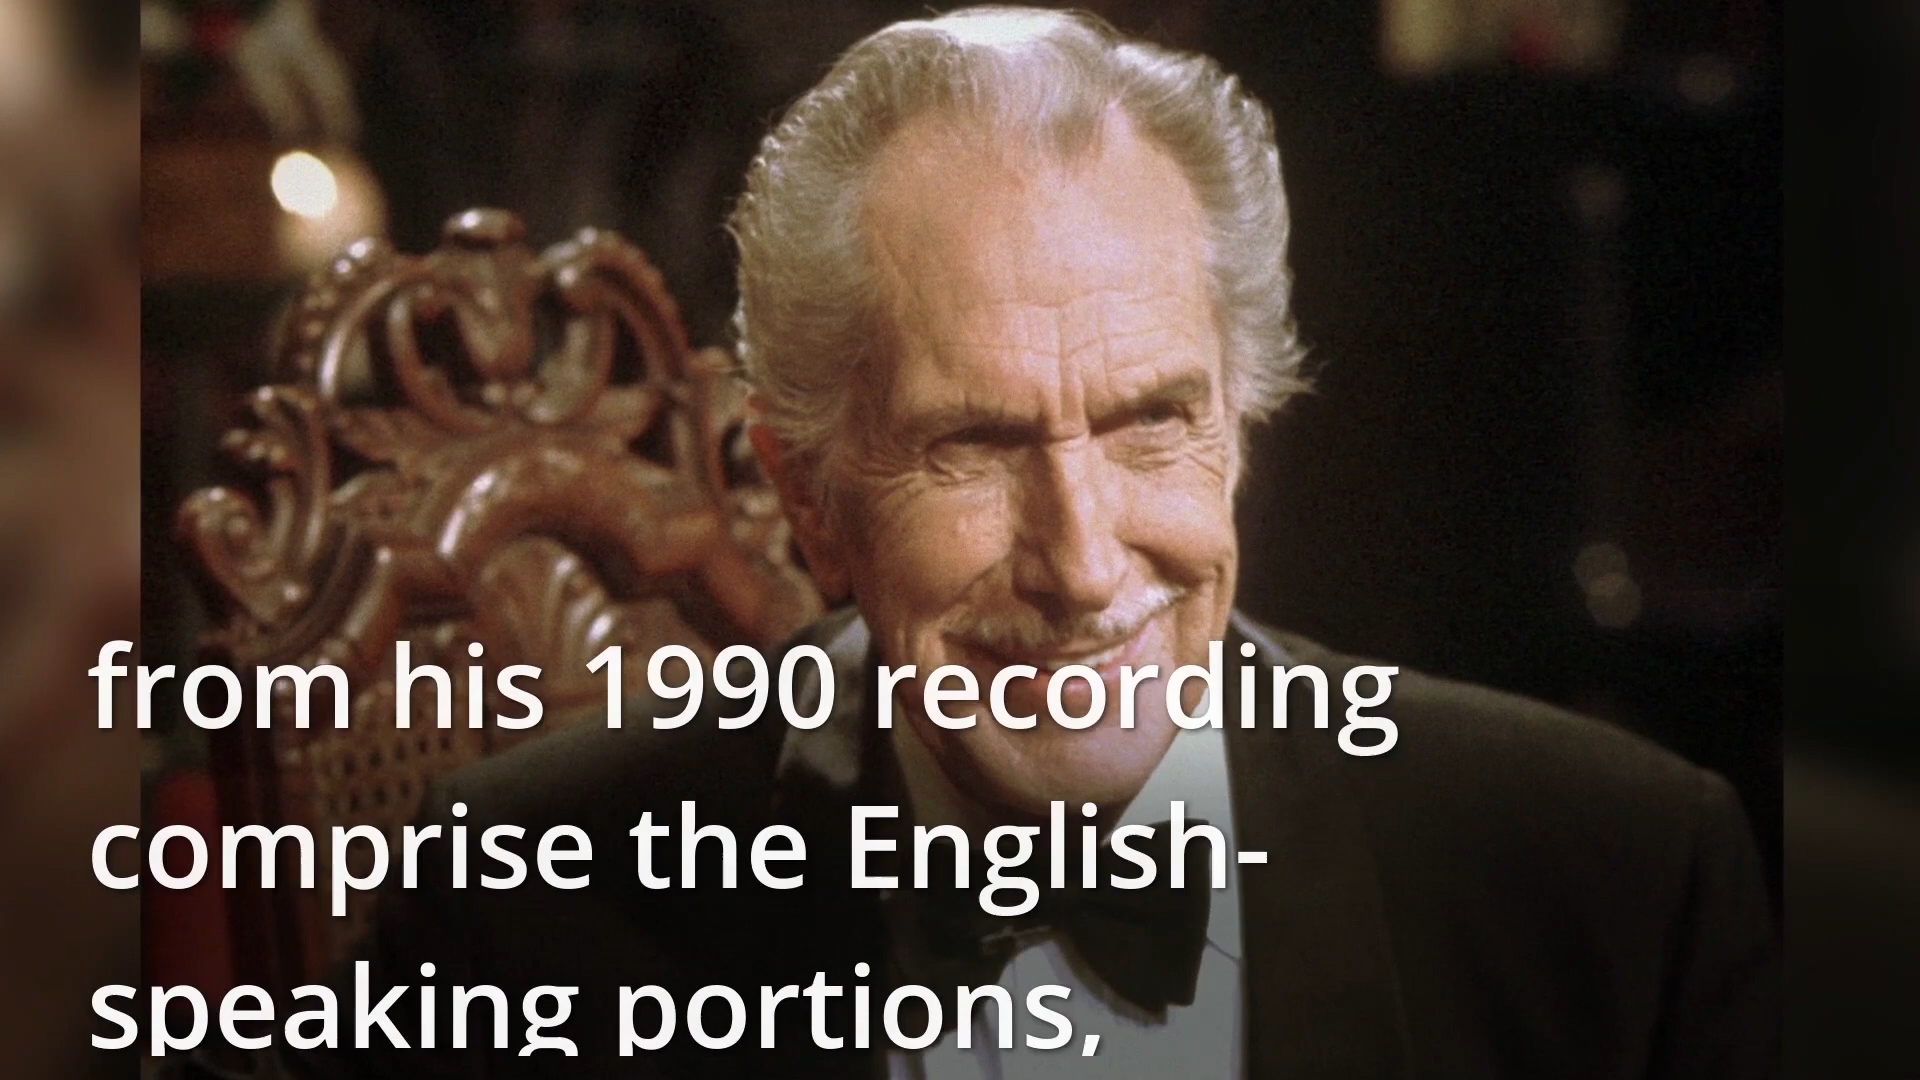 from his 1990 recording
comprise the English-
speaking portions,